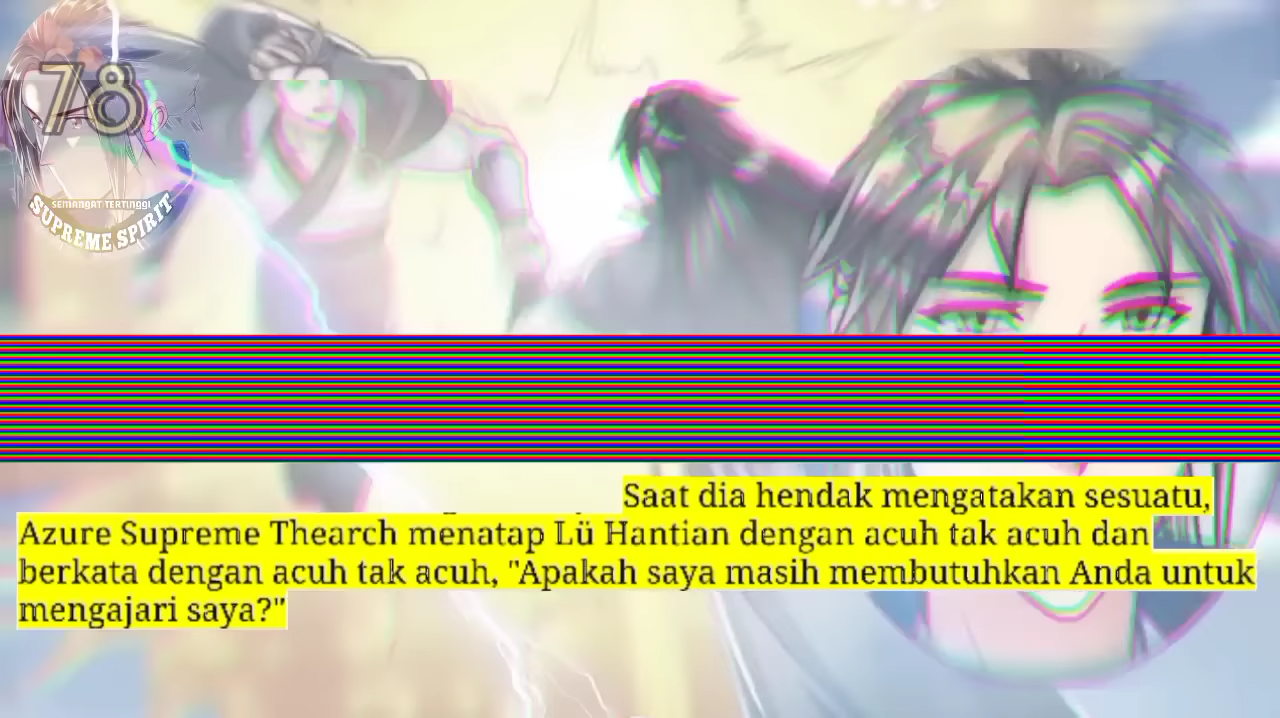 78
SEMANGAT TERTINGGI
SUPREME SPIRIT
Saat dia hendak mengatakan sesuatu,
Azure Supreme Thearch menatap Lü Hantian dengan acuh tak acuh dan
berkata dengan acuh tak acuh, "Apakah saya masih membutuhkan Anda untuk
mengajari saya?"